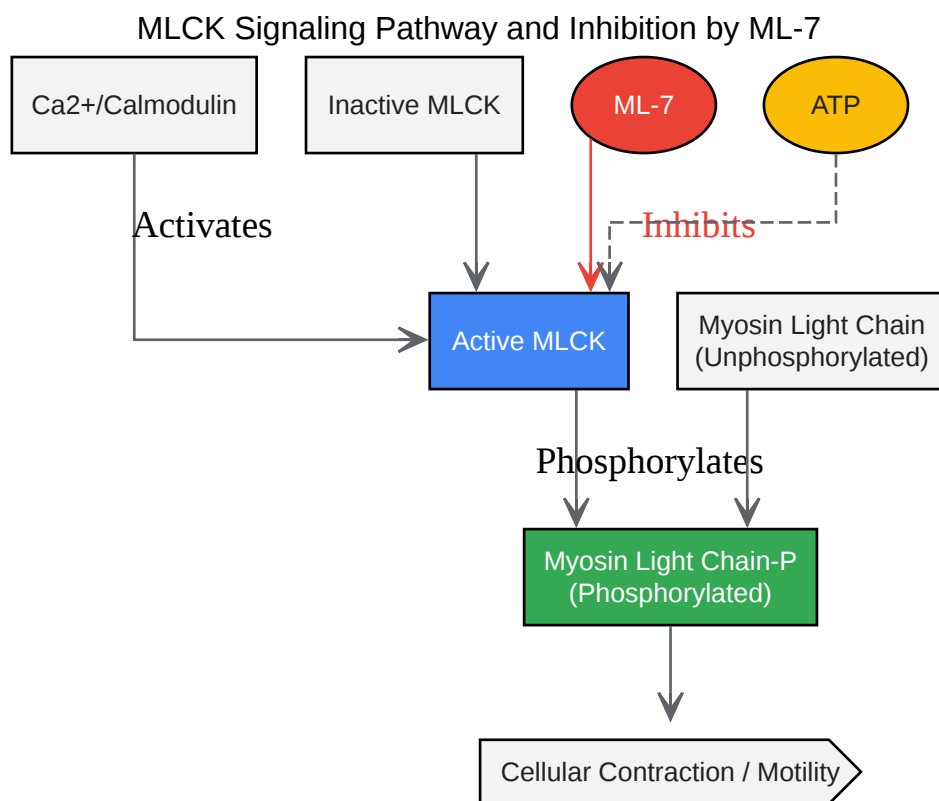 MLCK Signaling Pathway and Inhibition by ML-7
Ca2+/Calmodulin
Inactive MLCK
ML-7
ATP
Activates
Inhibits
Active MLCK
Myosin Light Chain
(Unphosphorylated)
Phosphorylates
Myosin Light Chain-P
(Phosphorylated)
Cellular Contraction / Motility